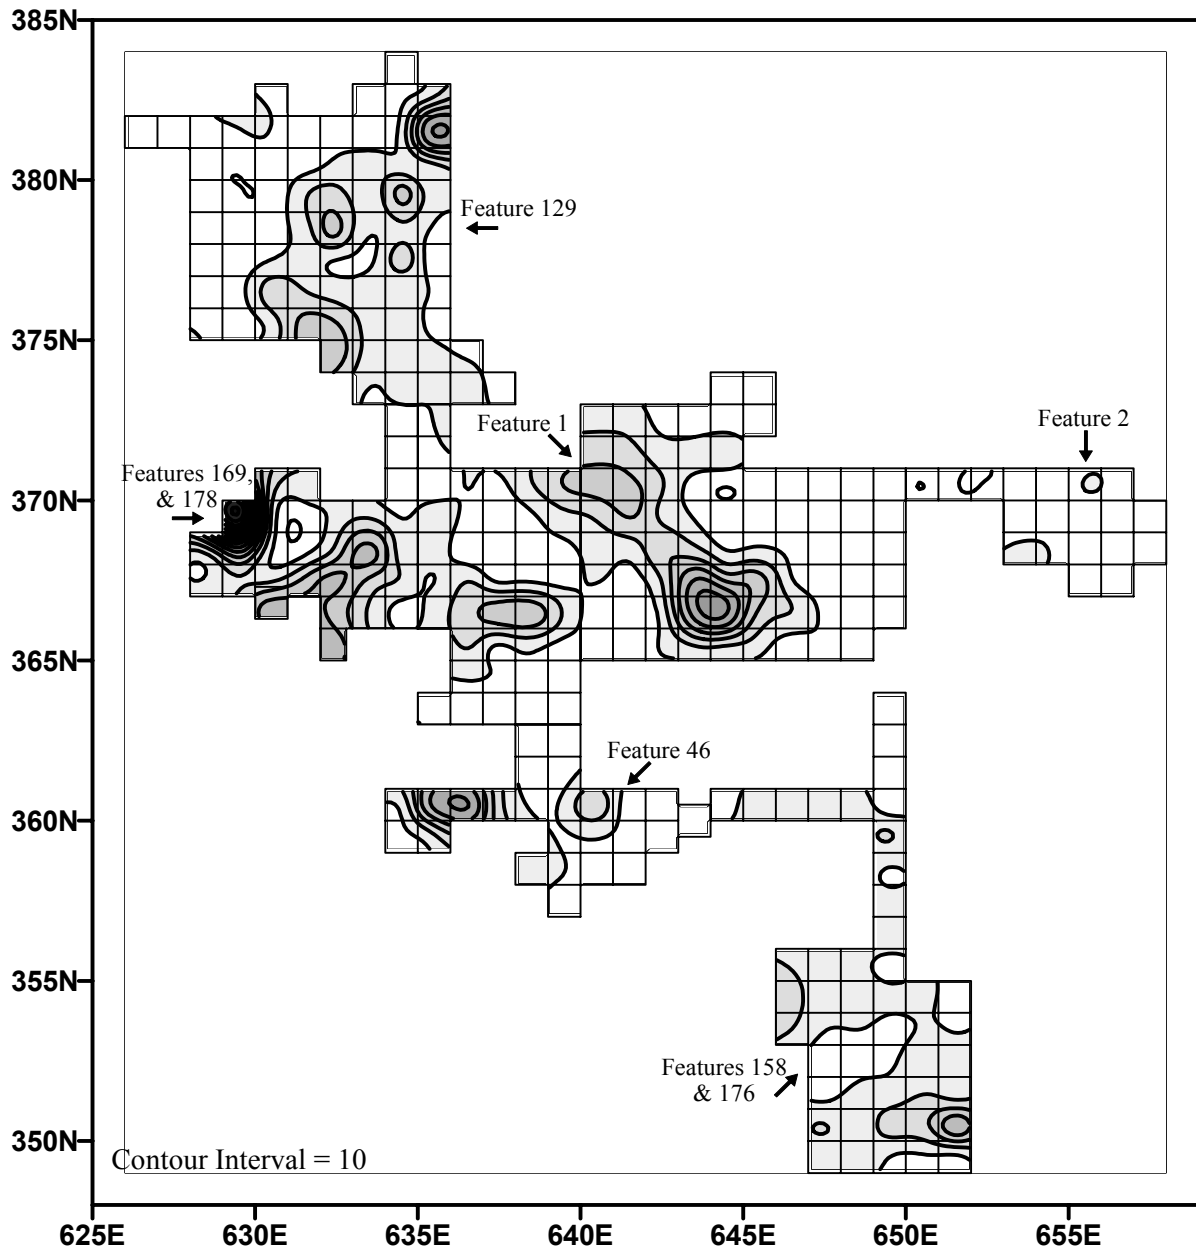 385N
380N
Feature 129
375N
Feature 1
Feature 2
Features 169,
& 178
370N
365N
Feature 46
360N
355N
Features 158
& 176
350N
Contour Interval = 10
625E
630E
635E
640E
645E
650E
655E